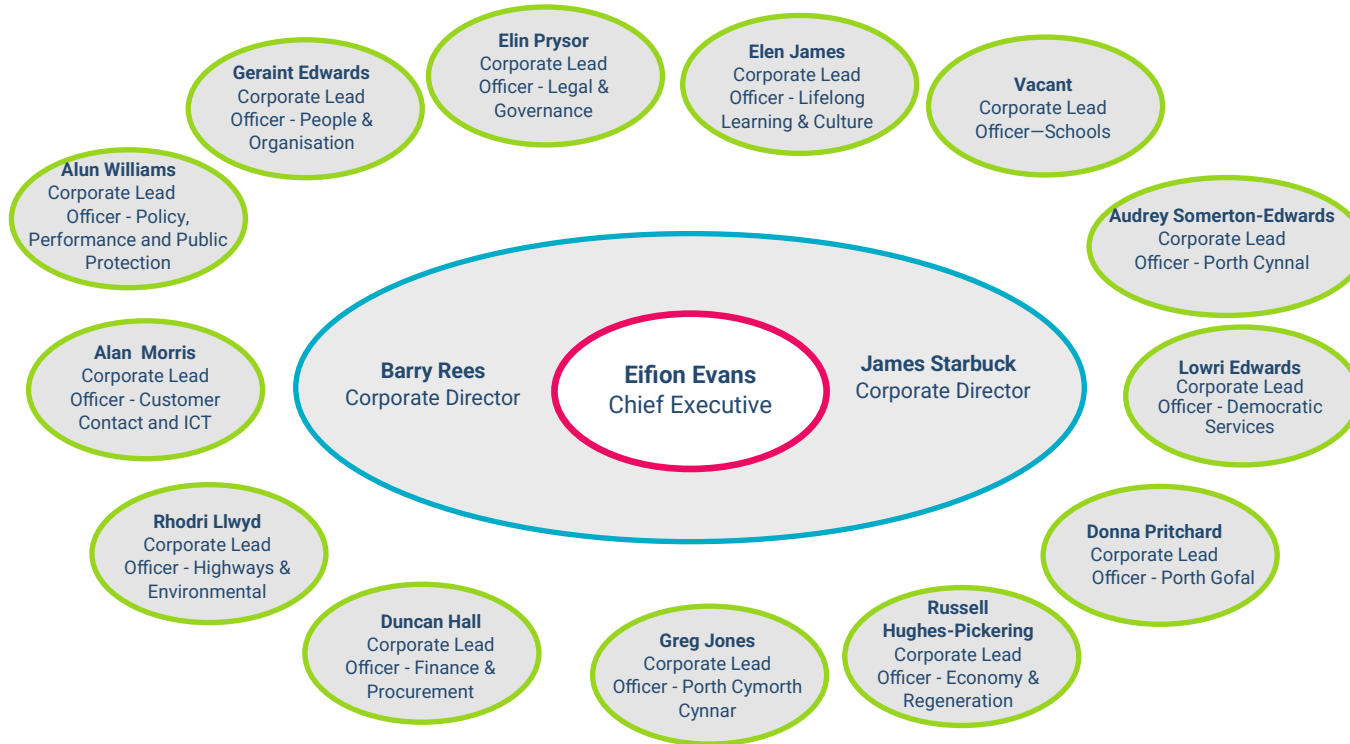 Elin Prysor
Corporate Lead
Officer - Legal &
Governance
Elen James
Corporate Lead
Officer - Lifelong
Learning & Culture
Geraint Edwards
Corporate Lead
Officer - People &
Organisation
Vacant
Corporate Lead
Officer—Schools
Alun Williams
Corporate Lead
Officer - Policy,
Performance and Public
Protection
Audrey Somerton-Edwards
Corporate Lead
Officer - Porth Cynnal
Alan  Morris
Corporate Lead
Officer - Customer
Contact and ICT
Barry Rees
Corporate Director
Eifion Evans
Chief Executive
James Starbuck
Corporate Director
Lowri Edwards
Corporate Lead
Officer - Democratic
Services
Rhodri Llwyd
Corporate Lead
Officer - Highways &
Environmental
Donna Pritchard
Corporate Lead
Officer - Porth Gofal
Duncan Hall
Corporate Lead
Officer - Finance &
Procurement
Greg Jones
Corporate Lead
Officer - Porth Cymorth
Cynnar
Russell
Hughes-Pickering
Corporate Lead
Officer - Economy &
Regeneration